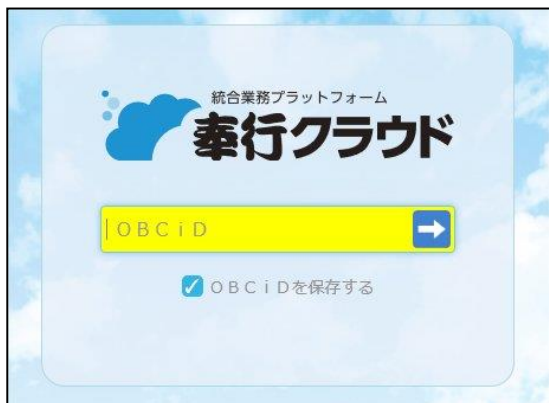 統合業務プラットフォーム
奉行クラウド
ＯＢＣｉＤ
ＯＢＣｉＤを保存する